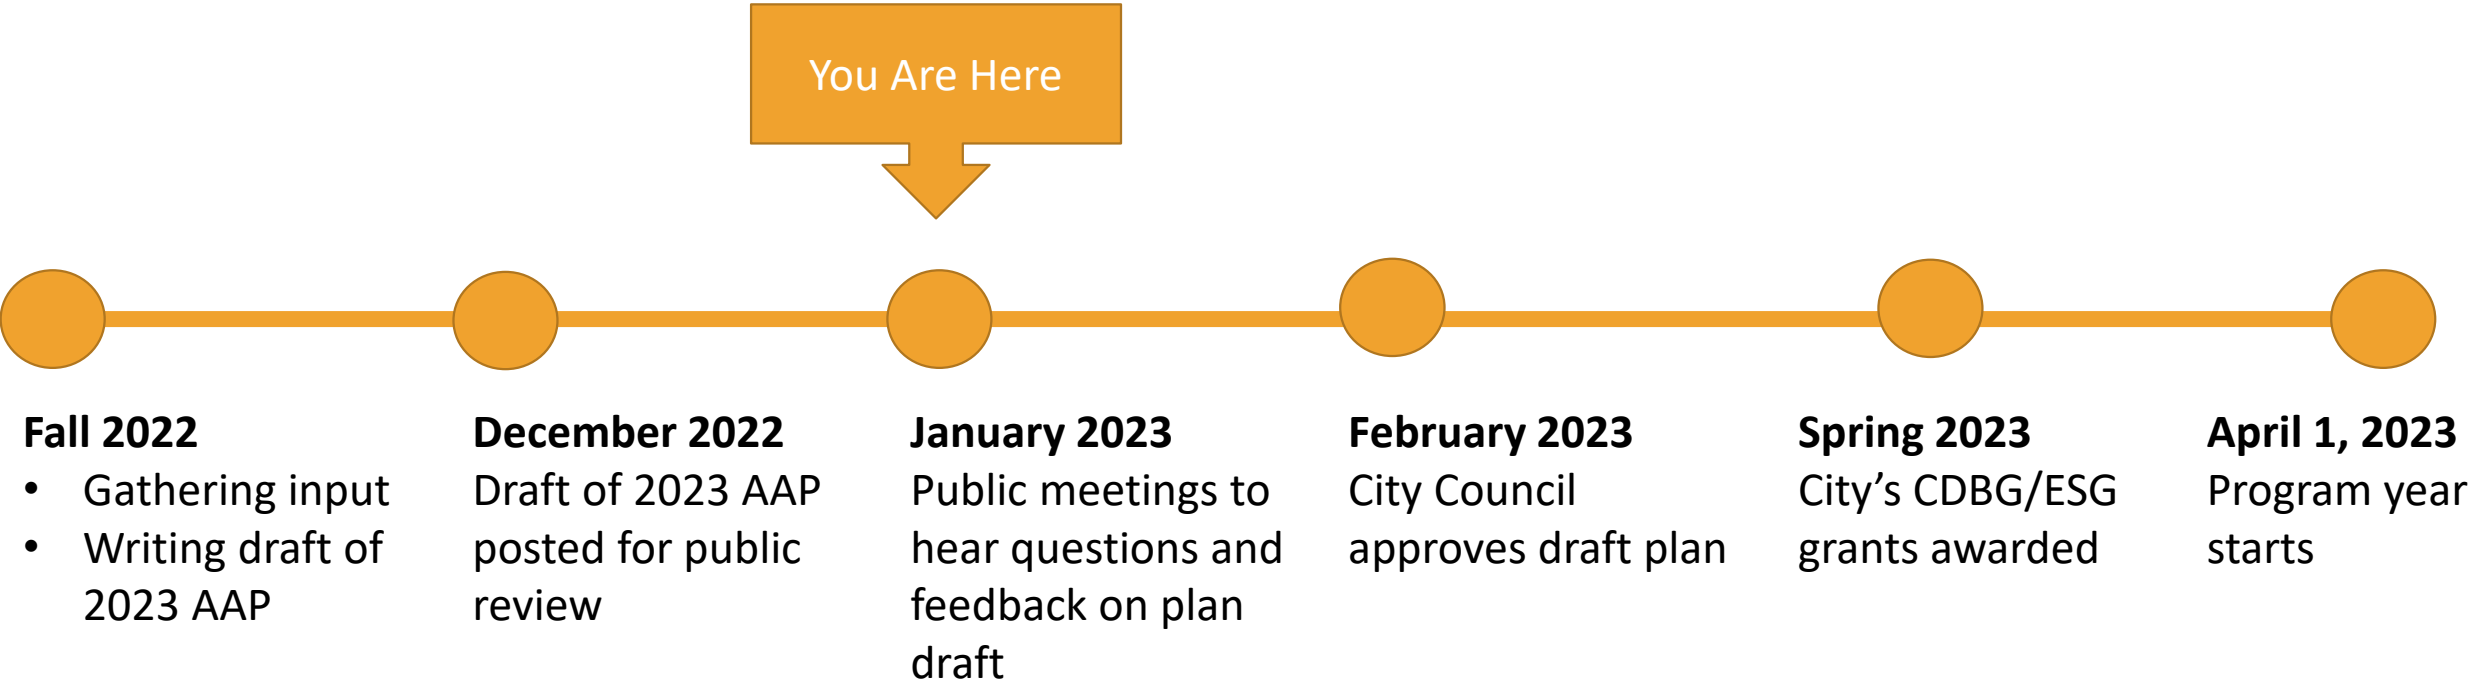 You Are Here
Fall 2022
• Gathering input
• Writing draft of
2023 AAP
December 2022
Draft of 2023 AAP
posted for public
review
January 2023
Public meetings to
hear questions and
feedback on plan
draft
February 2023
City Council
approves draft plan
Spring 2023
City’s CDBG/ESG
grants awarded
April 1, 2023
Program year
starts